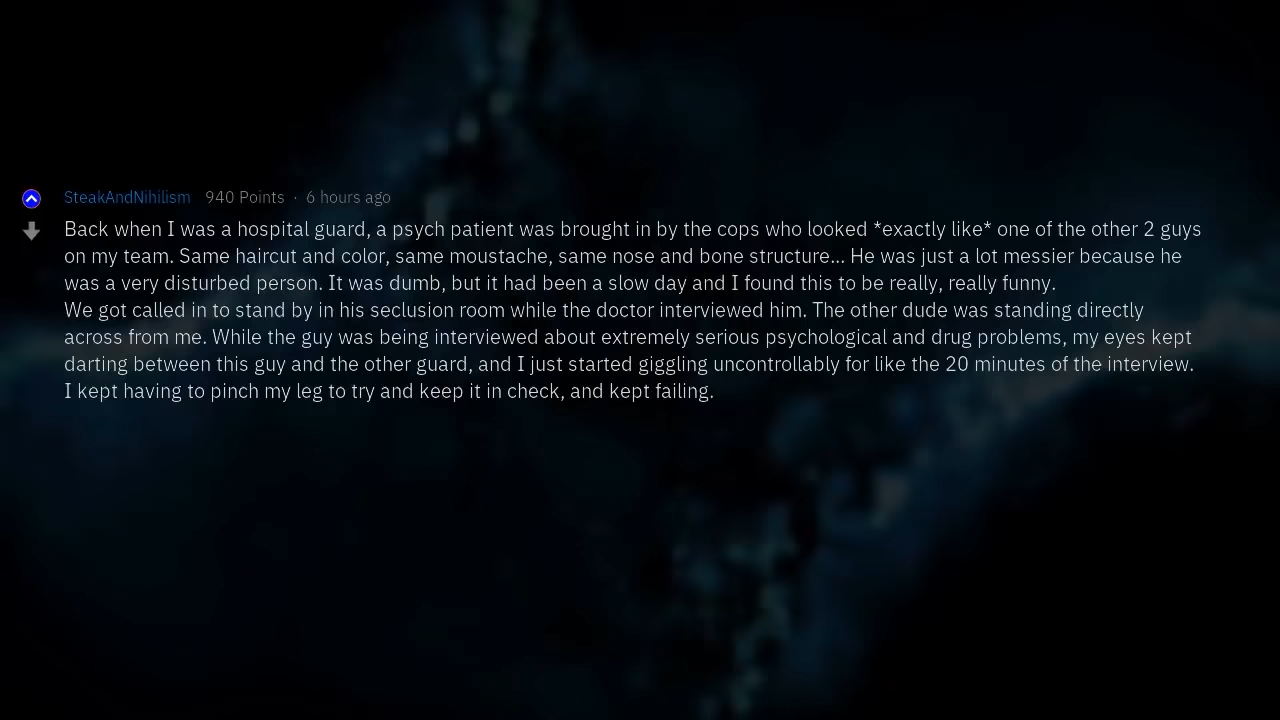 SteakAndNihilism 940 Points · 6 hours ago
Back when I was a hospital guard, a psych patient was brought in by the cops who looked *exactly like* one of the other 2 guys
on my team. Same haircut and color, same moustache, same nose and bone structure... He was just a lot messier because he
was a very disturbed person. It was dumb, but it had been a slow day and I found this to be really, really funny.
We got called in to stand by in his seclusion room while the doctor interviewed him. The other dude was standing directly
across from me. While the guy was being interviewed about extremely serious psychological and drug problems, my eyes kept
darting between this guy and the other guard, and I just started giggling uncontrollably for like the 20 minutes of the interview.
I kept having to pinch my leg to try and keep it in check, and kept failing.